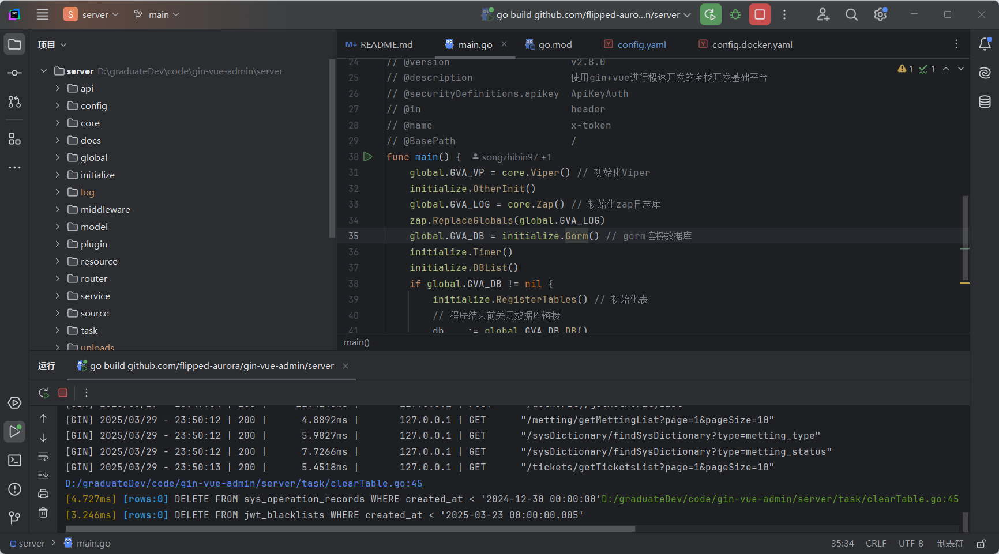 S server main go build github.com/flipped-auro...n/server
项目
README.md main.go go.mod config.yaml config.docker.yaml
server D:\graduateDev\code\gin-vue-admin\server
api
config
core
docs
global
initialize
log
middleware
model
plugin
resource
router
service
source
task
uploads
24 // @version v2.8.0
25 // @description 使用gin+vue进行极速开发的全栈开发基础平台
26 // @securityDefinitions.apikey ApiKeyAuth
27 // @in header
28 // @name x-token
29 // @BasePath /
30 func main() { songzhibin97 +1
31 global.GVA_VP = core.Viper() // 初始化Viper
32 initialize.OtherInit()
33 global.GVA_LOG = core.Zap() // 初始化zap日志库
34 zap.ReplaceGlobals(global.GVA_LOG)
35 global.GVA_DB = initialize.Gorm() // gorm连接数据库
36 initialize.Timer()
37 initialize.DBList()
38 if global.GVA_DB != nil {
39 initialize.RegisterTables() // 初始化表
40 // 程序结束前关闭数据库链接
41 db := global.GVA_DB.DB()
1 1
main()
运行 go build github.com/flipped-aurora/gin-vue-admin/server
[GIN] 2025/03/29 - 23:50:12 | 200 | 4.8892ms | 127.0.0.1 | GET "/metting/getMettingList?page=1&pageSize=10"
[GIN] 2025/03/29 - 23:50:12 | 200 | 5.9827ms | 127.0.0.1 | GET "/sysDictionary/findSysDictionary?type=metting_type"
[GIN] 2025/03/29 - 23:50:12 | 200 | 7.7266ms | 127.0.0.1 | GET "/sysDictionary/findSysDictionary?type=metting_status"
[GIN] 2025/03/29 - 23:50:13 | 200 | 5.4518ms | 127.0.0.1 | GET "/tickets/getTicketsList?page=1&pageSize=10"
D:/graduateDev/code/gin-vue-admin/server/task/clearTable.go:45
[4.727ms] [rows:0] DELETE FROM sys_operation_records WHERE created_at < '2024-12-30 00:00:00'D:/graduateDev/code/gin-vue-admin/server/task/clearTable.go:45
[3.246ms] [rows:0] DELETE FROM jwt_blacklists WHERE created_at < '2025-03-23 00:00:00.005'
server main.go 35:34 CRLF UTF-8 制表符